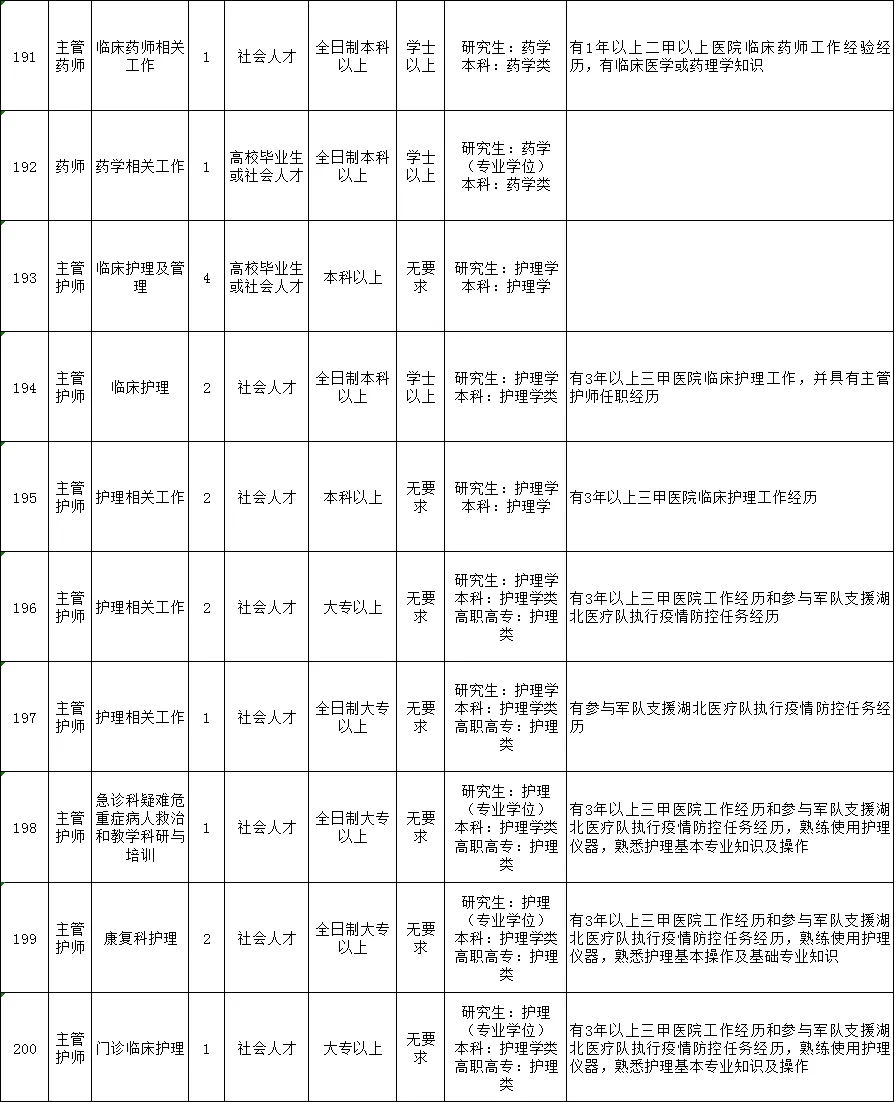 191
主管
药师
临床药师相关
工作
1
社会人才
全日制本科
以上
学士
以上
研究生：药学
本科：药学类
有1年以上二甲以上医院临床药师工作经验经
历，有临床医学或药理学知识
192
药师
药学相关工作
1
高校毕业生
或社会人才
全日制本科
以上
学士
以上
研究生：药学
（专业学位）
本科：药学类
193
主管
护师
临床护理及管
理
4
高校毕业生
或社会人才
本科以上
无要
求
研究生：护理学
本科：护理学
194
主管
护师
临床护理
2
社会人才
全日制本科
以上
学士
以上
研究生：护理学
本科：护理学类
有3年以上三甲医院临床护理工作，并具有主管
护师任职经历
195
主管
护师
护理相关工作
2
社会人才
本科以上
无要
求
研究生：护理学
本科：护理学
有3年以上三甲医院临床护理工作经历
196
主管
护师
护理相关工作
2
社会人才
大专以上
无要
求
研究生：护理学
本科：护理学类
高职高专：护理
类
有3年以上三甲医院工作经历和参与军队支援湖
北医疗队执行疫情防控任务经历
197
主管
护师
护理相关工作
1
社会人才
全日制大专
以上
无要
求
研究生：护理学
本科：护理学类
高职高专：护理
类
有参与军队支援湖北医疗队执行疫情防控任务经
历
198
主管
护师
急诊科疑难危
重症病人救治
和教学科研与
培训
1
社会人才
全日制大专
以上
无要
求
研究生：护理
（专业学位）
本科：护理学类
高职高专：护理
类
有3年以上三甲医院工作经历和参与军队支援湖
北医疗队执行疫情防控任务经历，熟练使用护理
仪器，熟悉护理基本专业知识及操作
199
主管
护师
康复科护理
2
社会人才
全日制大专
以上
无要
求
研究生：护理
（专业学位）
本科：护理学类
高职高专：护理
类
有3年以上三甲医院工作经历和参与军队支援湖
北医疗队执行疫情防控任务经历，熟练使用护理
仪器，熟悉护理基本操作及基础专业知识
200
主管
护师
门诊临床护理
1
社会人才
大专以上
无要
求
研究生：护理
（专业学位）
本科：护理学类
高职高专：护理
类
有3年以上三甲医院工作经历和参与军队支援湖
北医疗队执行疫情防控任务经历，熟练使用护理
仪器，熟悉护理基本专业知识及操作